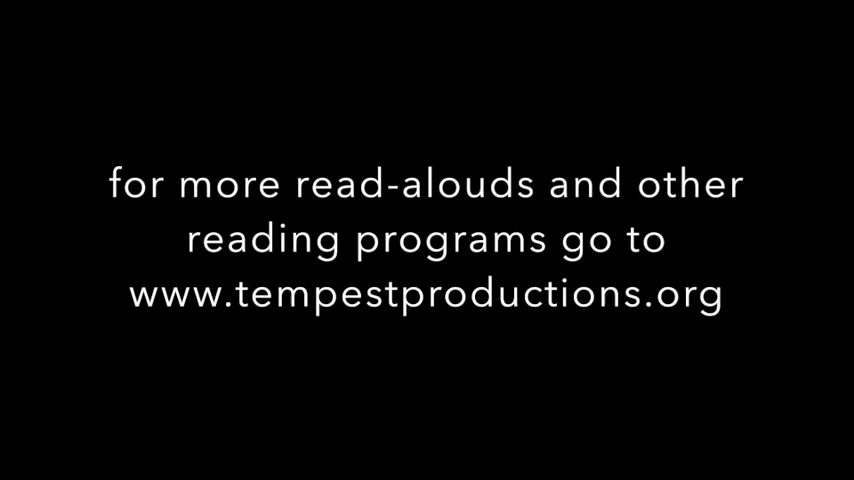 for more read-alouds and other
reading programs go to
www.tempestproductions.org